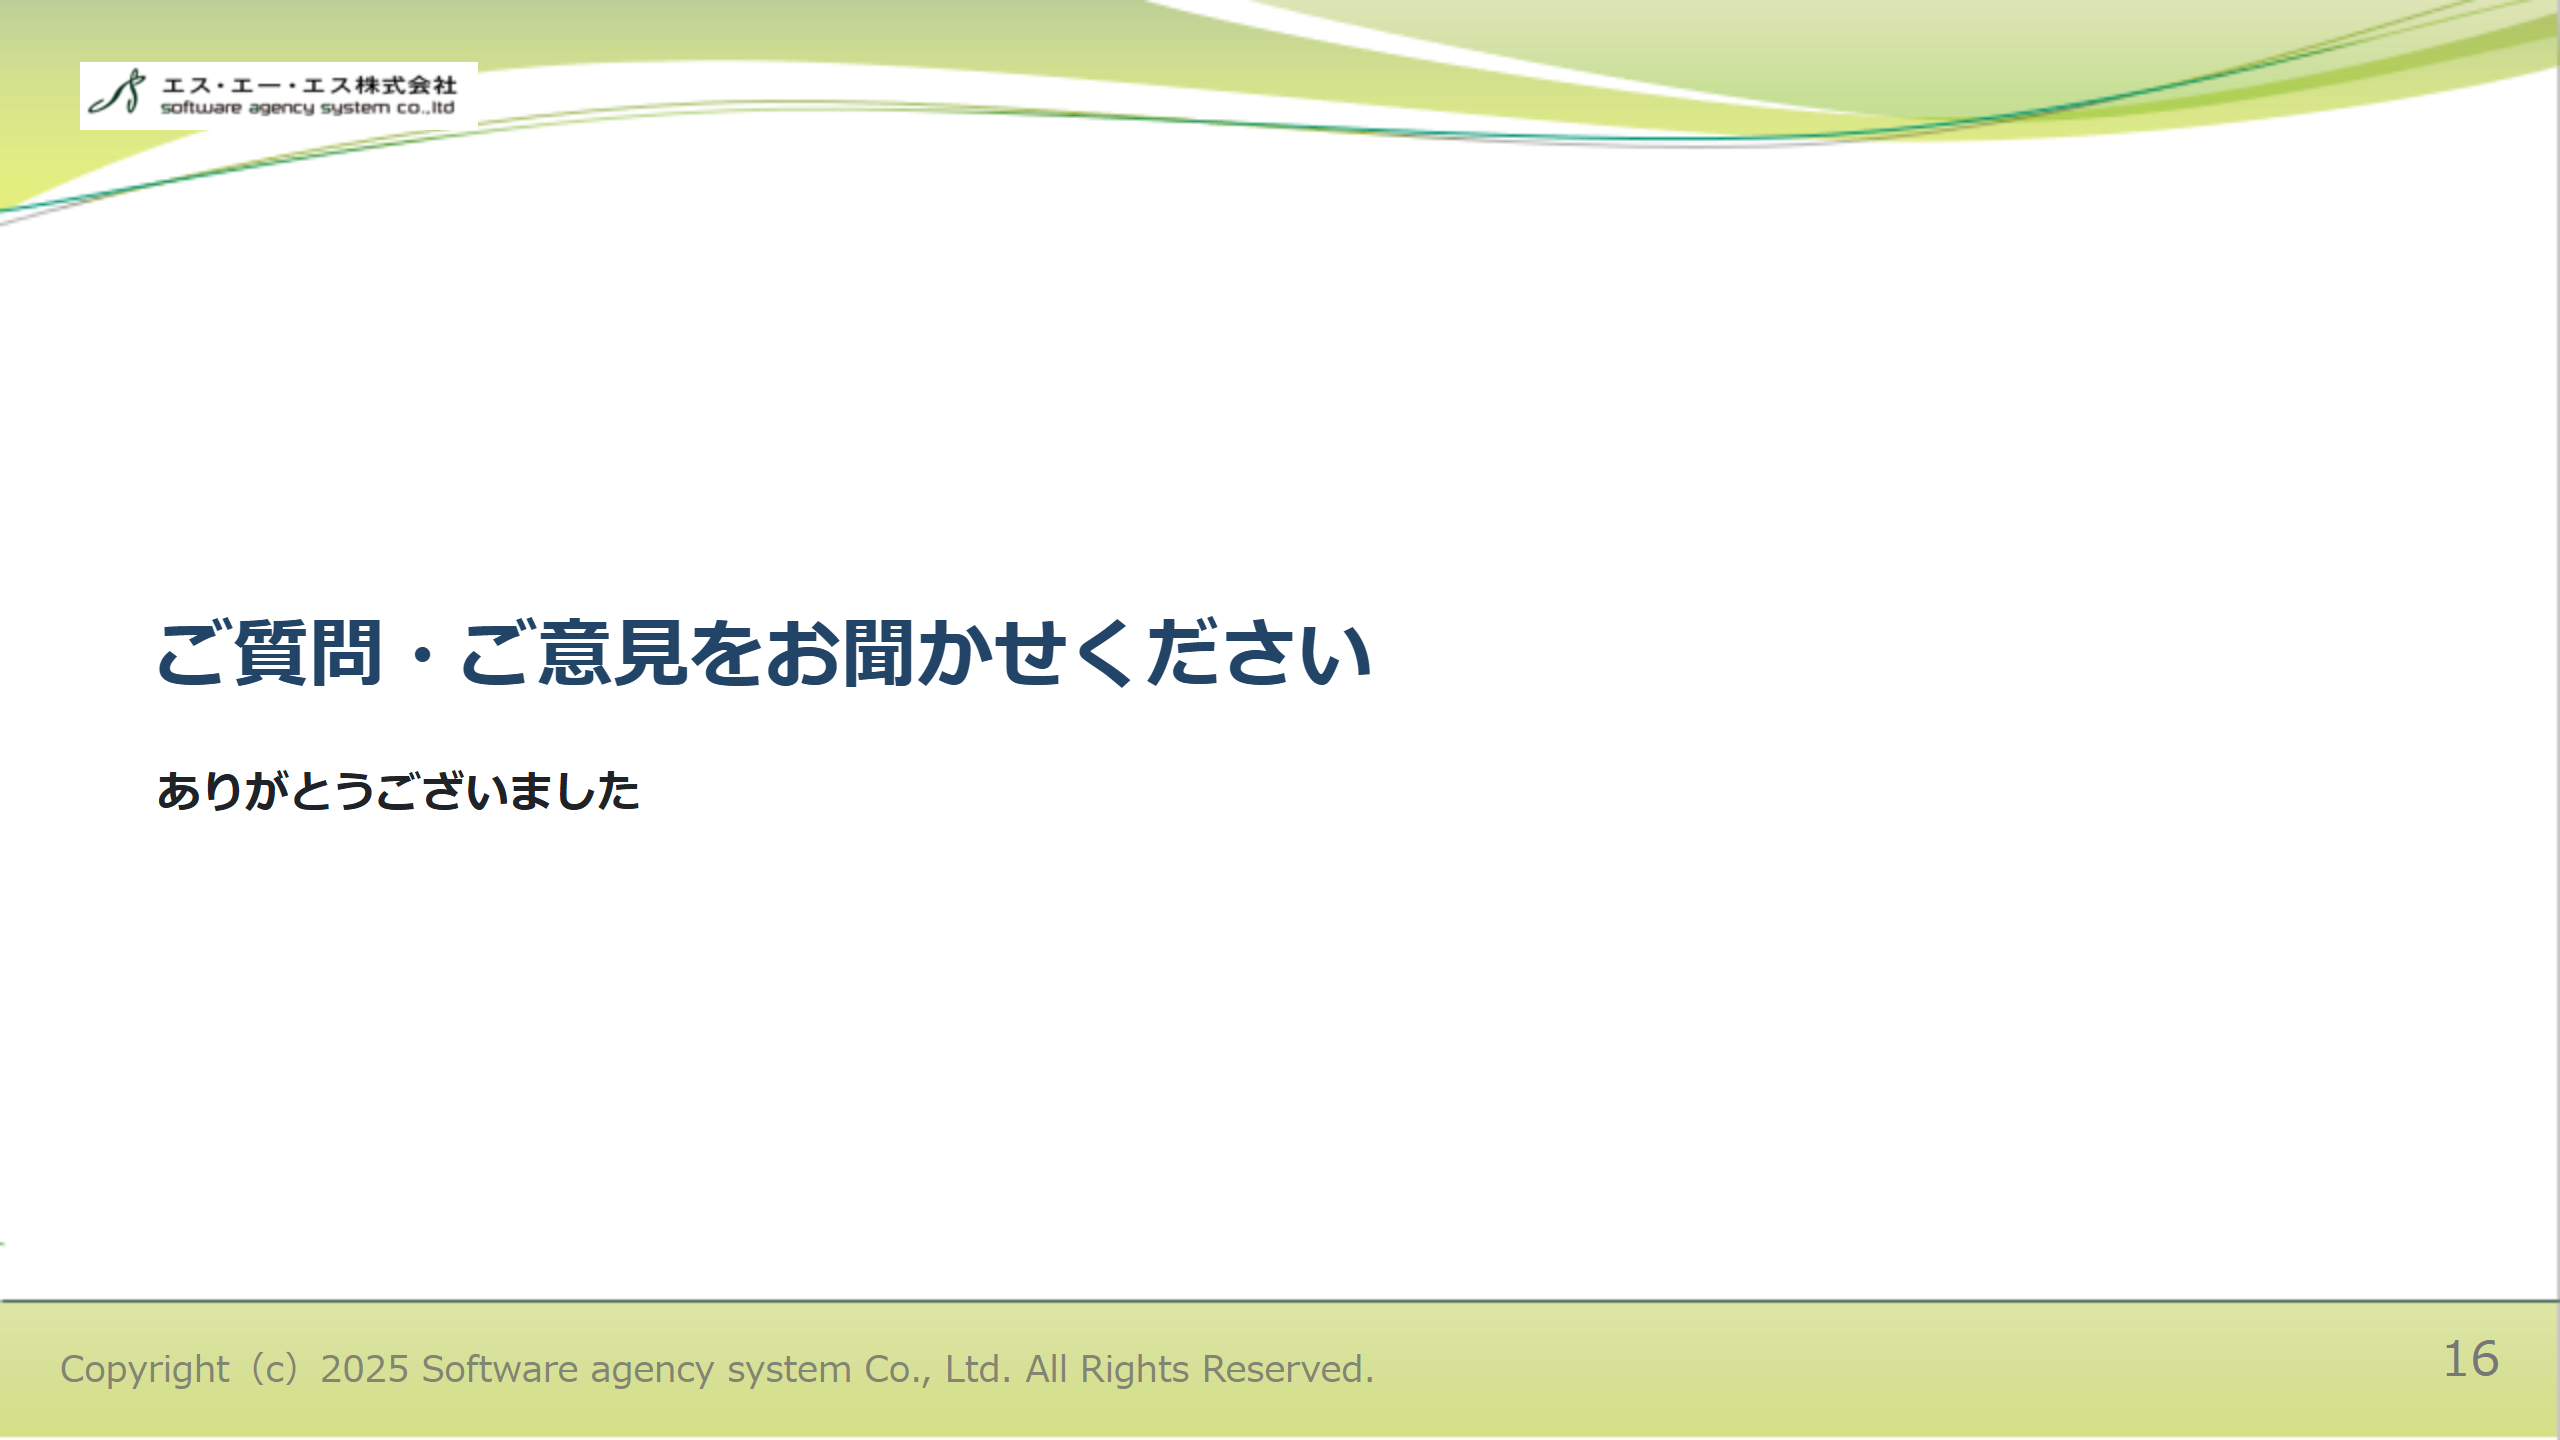 エス・エー・エス株式会社
software agency system co.,ltd
ご質問・ご意見をお聞かせください
ありがとうございました
Copyright（c）2025 Software agency system Co., Ltd. All Rights Reserved.
16